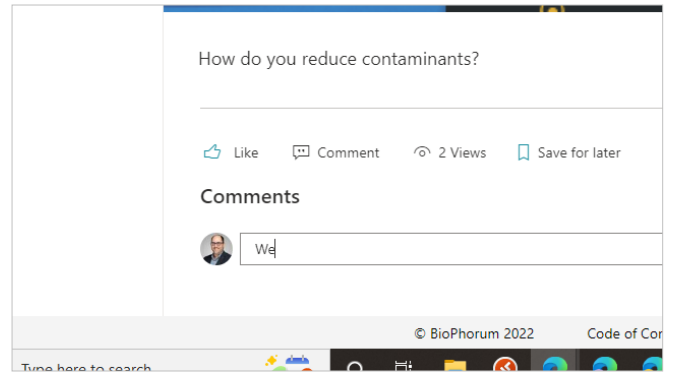 How do you reduce contaminants?
Like Comment 2 Views Save for later
Comments
We
© BioPhorum 2022 Code of Cor
Type here to search